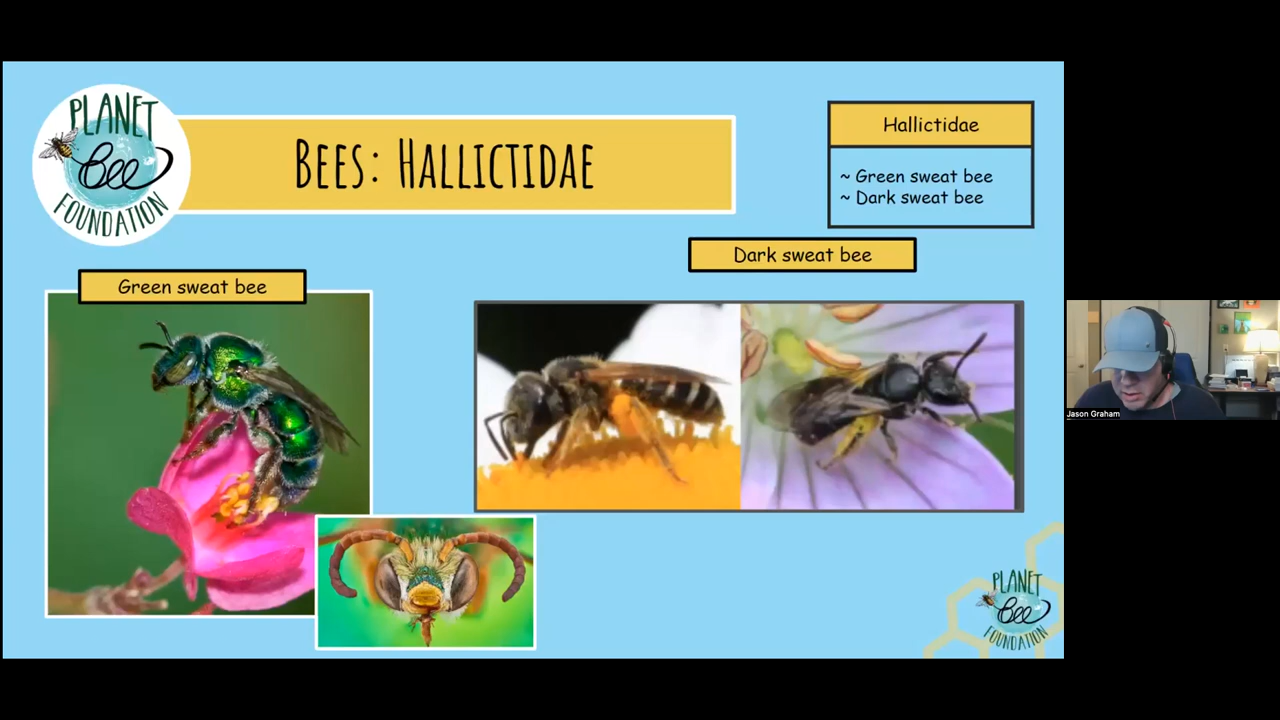 PLANET
Bee
FOUNDATION
BEES: HALLICTIDAE
Hallictidae
~ Green sweat bee
~ Dark sweat bee
Dark sweat bee
Green sweat bee
Jason Graham
PLANET
Bee
FOUNDATION